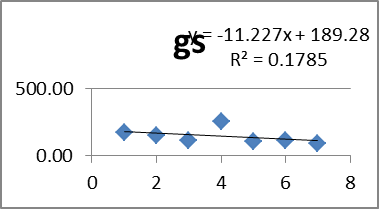 gs
y = -11.227x + 189.28
R² = 0.1785
500.00
0.00
0 2 4 6 8